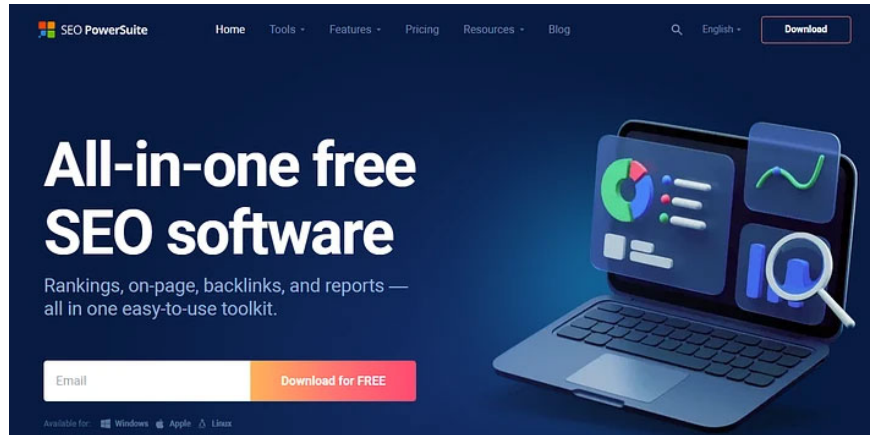 SEO PowerSuite Home Tools Features Pricing Resources Blog English Download
All-in-one free
SEO software
Rankings, on-page, backlinks, and reports —
all in one easy-to-use toolkit.
Email Download for FREE
Available for: Windows Apple Linux